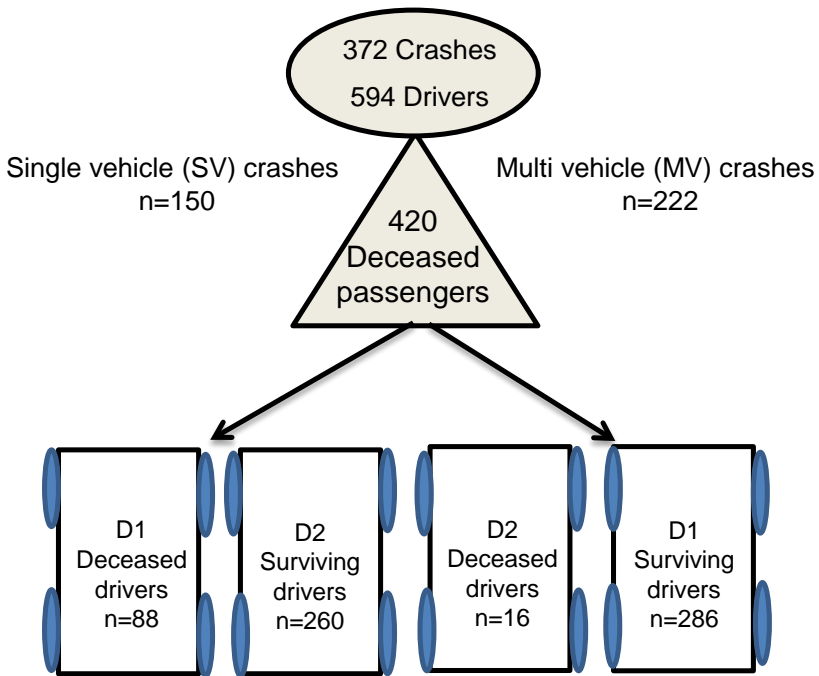 372 Crashes
594 Drivers
Single vehicle (SV) crashes
n=150
Multi vehicle (MV) crashes
n=222
420
Deceased
passengers
D1
Deceased
drivers
n=88
D2
Surviving
drivers
n=260
D2
Deceased
drivers
n=16
D1
Surviving
drivers
n=286